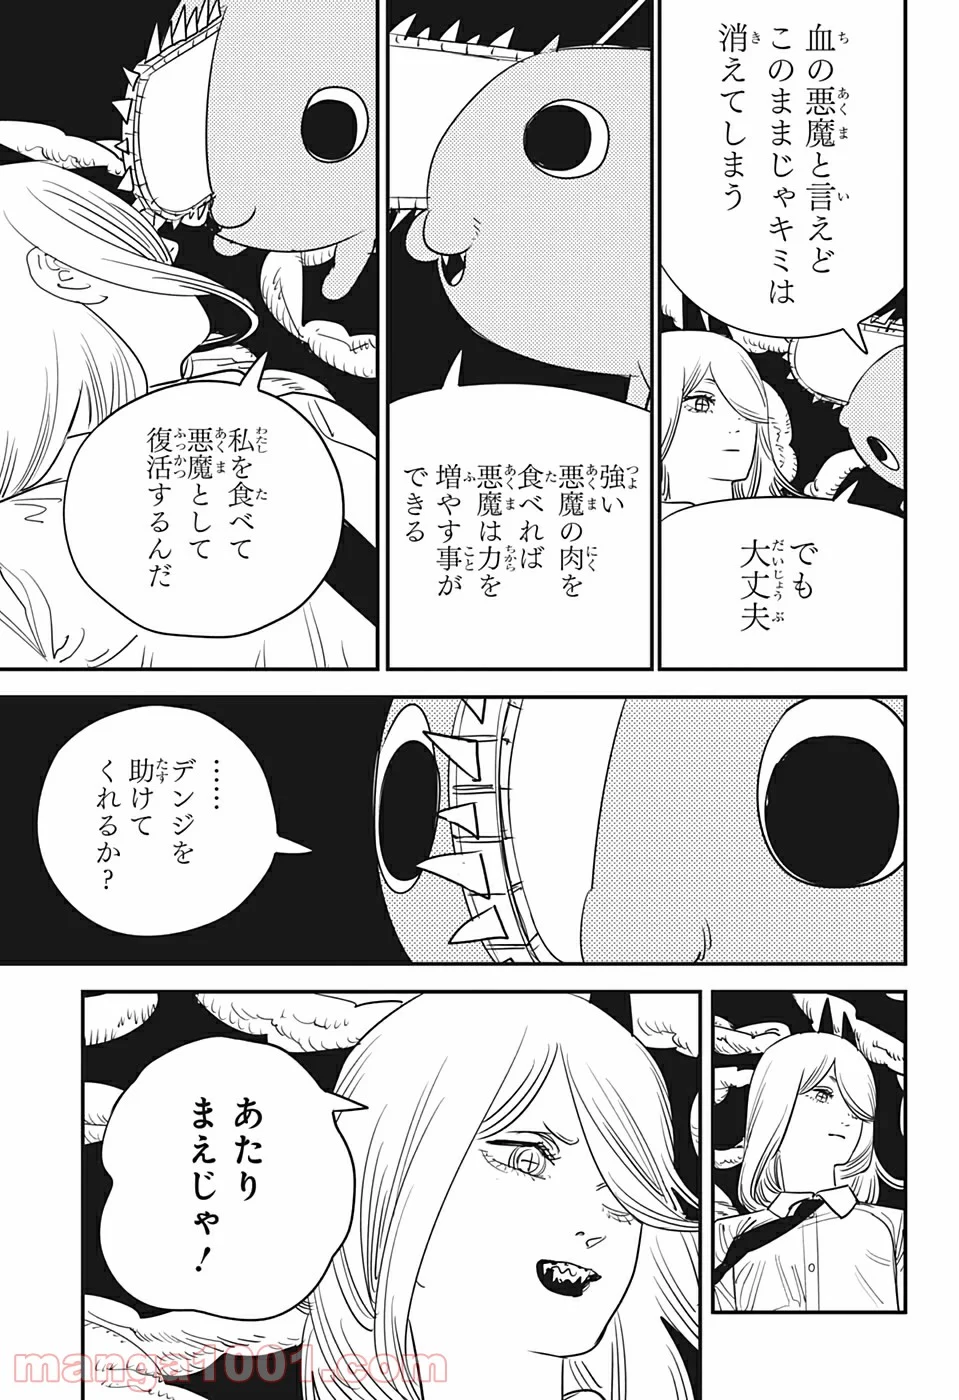 血の悪魔と言えど
このままじゃキミは
消えてしまう
でも
大丈夫
強い
悪魔の肉を
食べれば
悪魔は力を
増やす事が
できる
私を食べて
悪魔として
復活するんだ
……
デンジを
助けて
くれるか？
あたり
まえじゃ！
manga1001.com